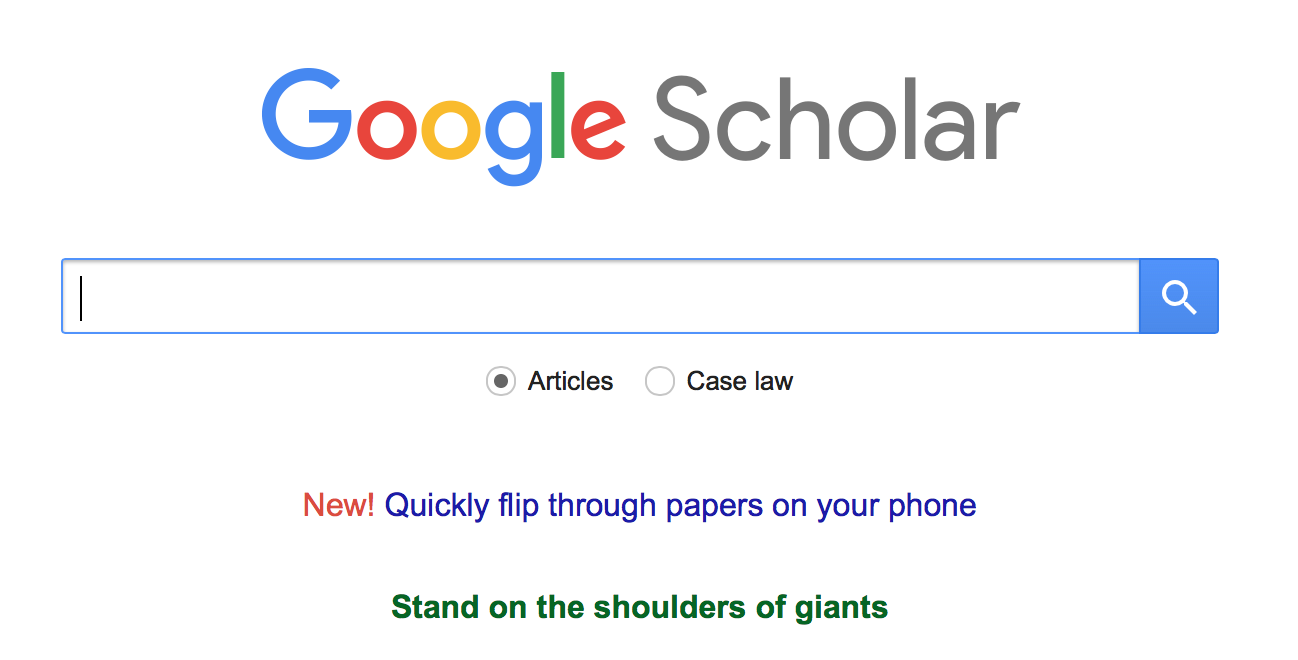 Google Scholar
Articles Case law
New! Quickly flip through papers on your phone
Stand on the shoulders of giants